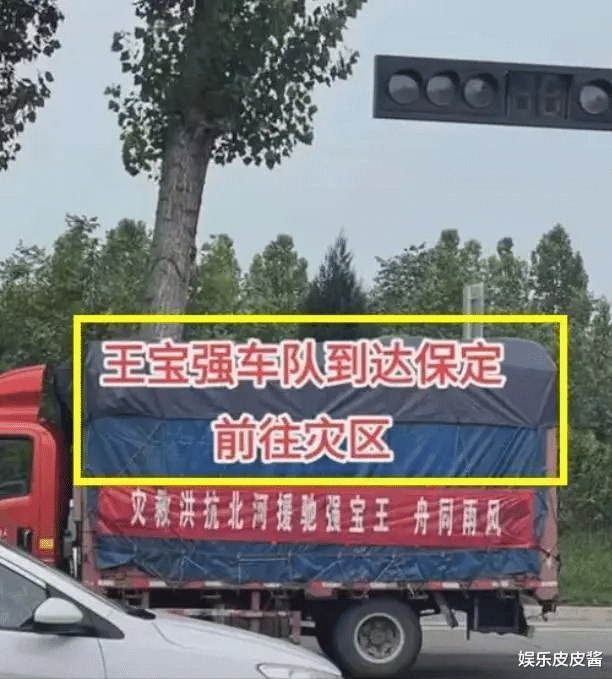 王宝强车队到达保定
前往灾区
风雨同舟 王宝强驰援河北抗洪救灾
娱乐皮皮酱